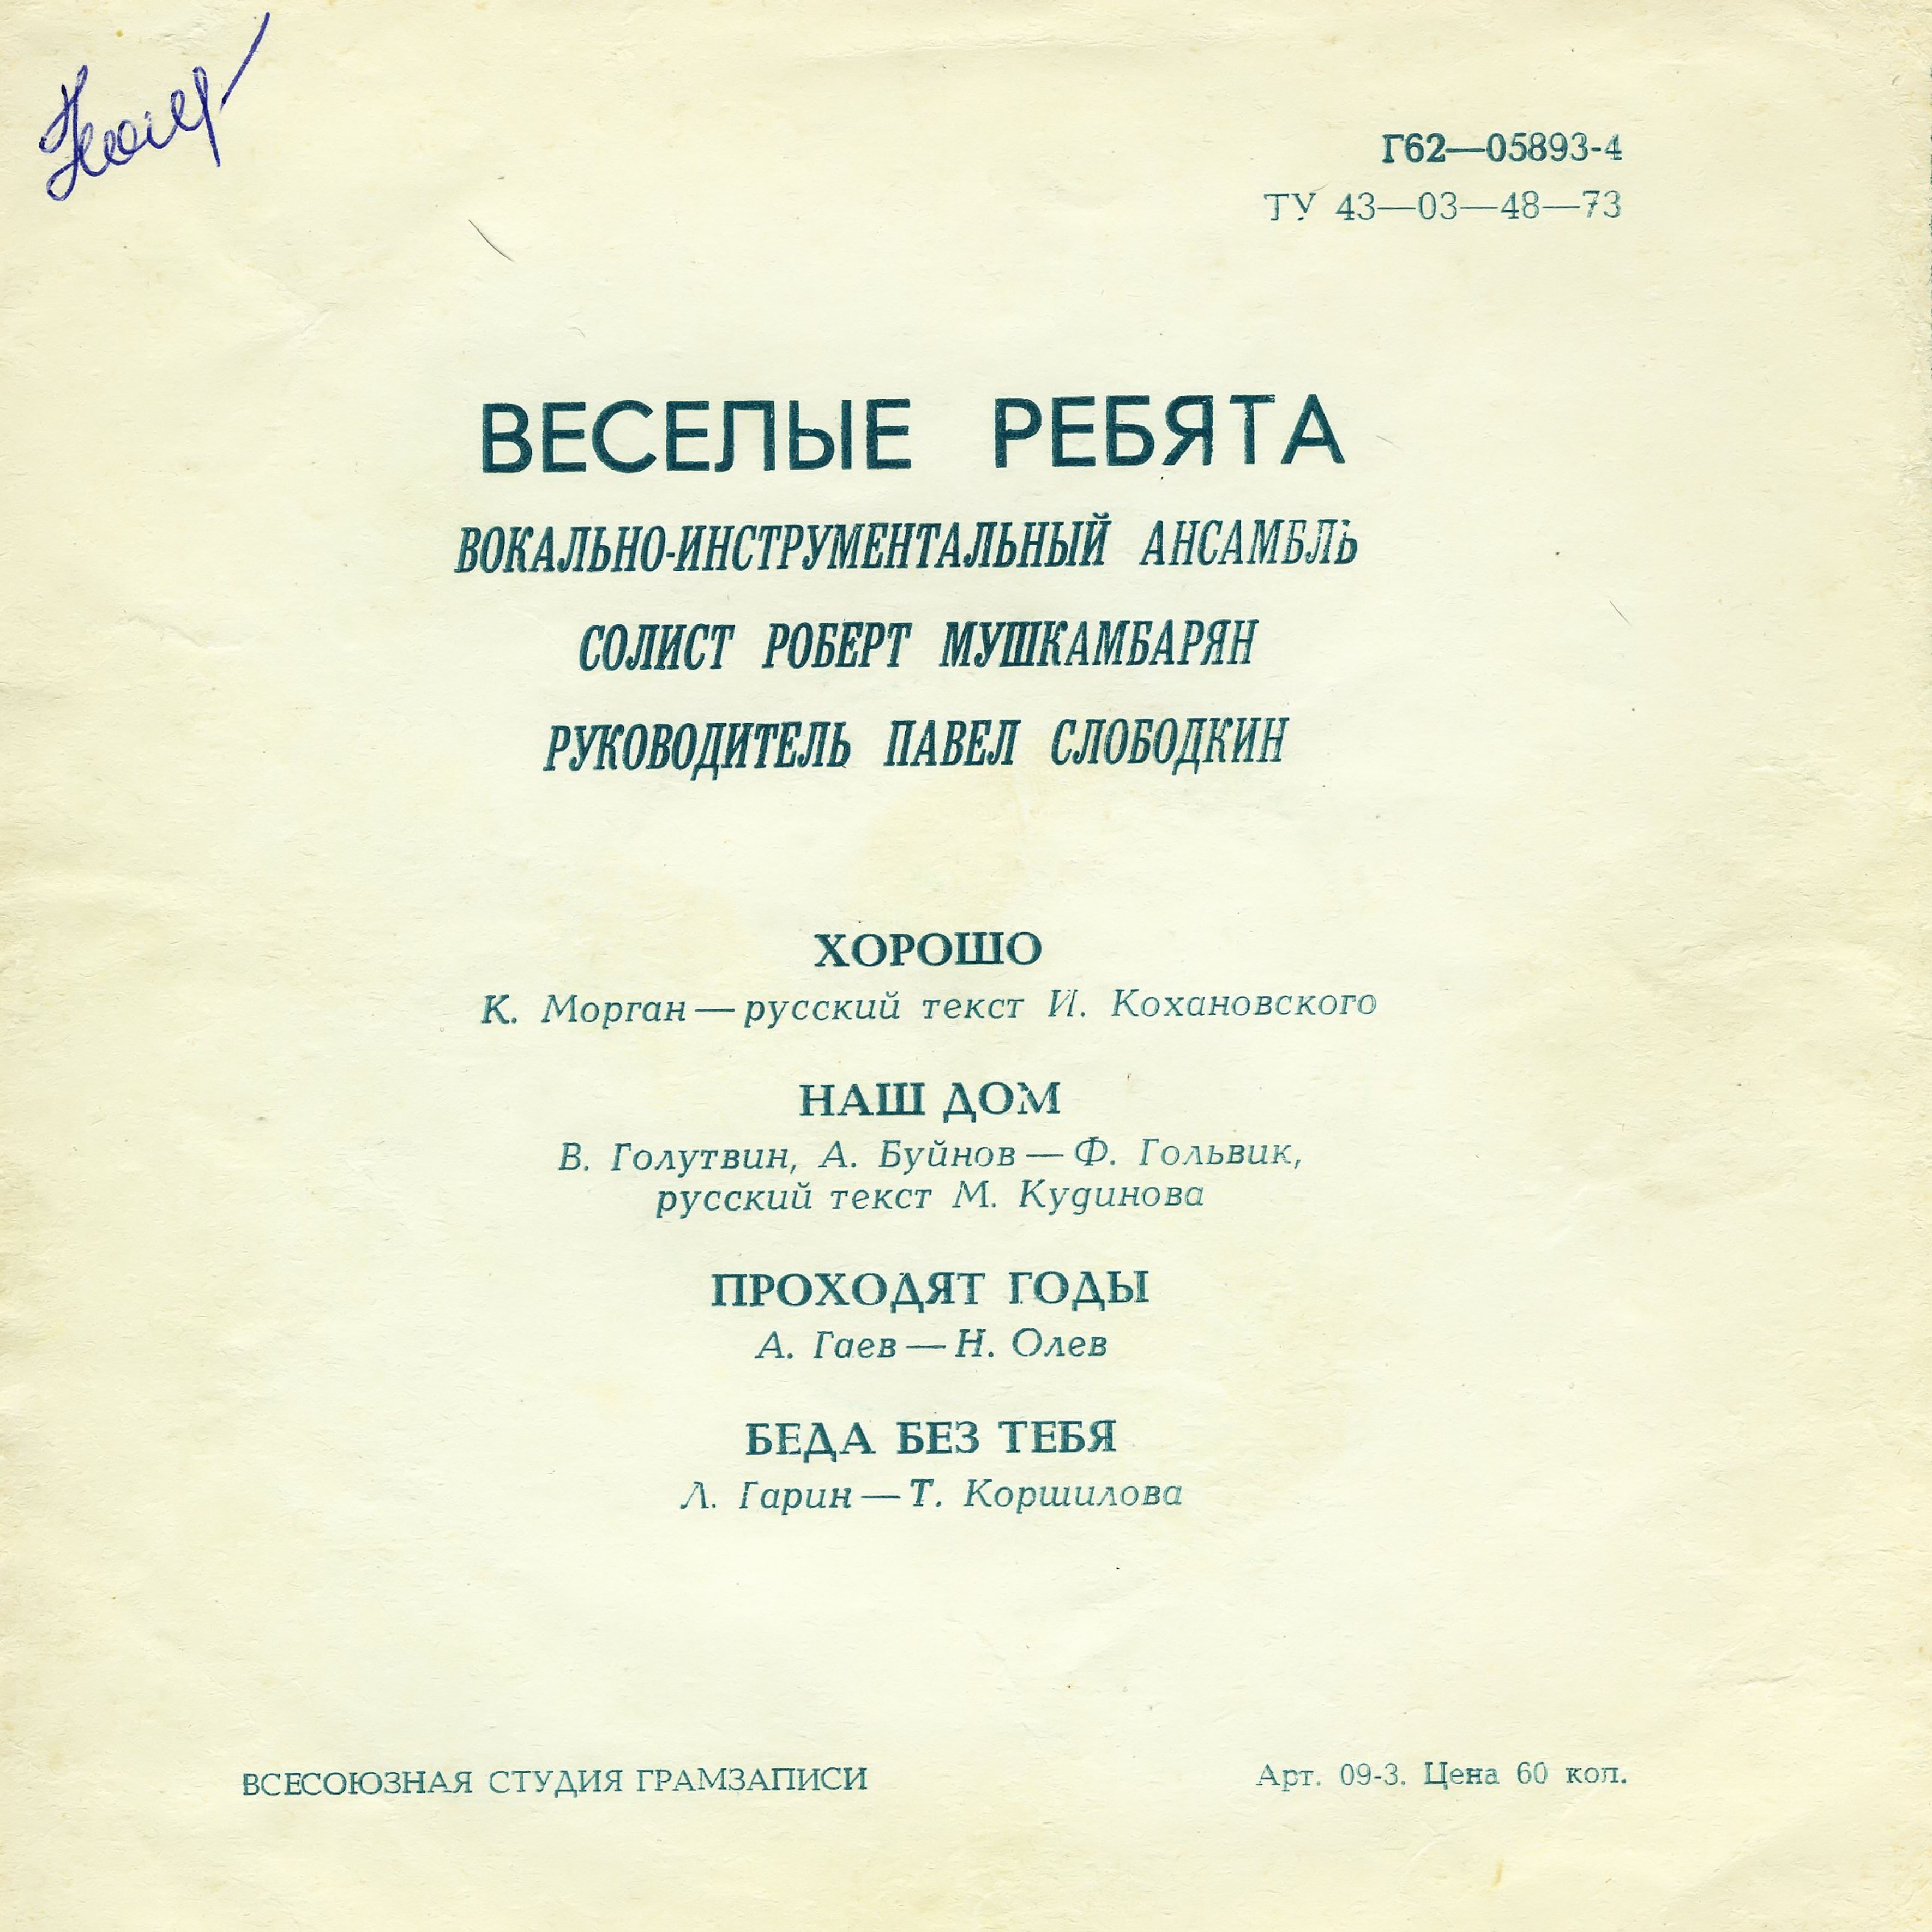 Г62—05893-4
ТУ 43—03—48—73
ВЕСЕЛЫЕ РЕБЯТА
ВОКАЛЬНО-ИНСТРУМЕНТАЛЬНЫЙ АНСАМБЛЬ
СОЛИСТ РОБЕРТ МУШКАМБАРЯН
РУКОВОДИТЕЛЬ ПАВЕЛ СЛОБОДКИН
ХОРОШО
К. Морган — русский текст И. Кохановского
НАШ ДОМ
В. Голутвин, А. Буйнов — Ф. Гольвик,
русский текст М. Кудинова
ПРОХОДЯТ ГОДЫ
А. Гаев — Н. Олев
БЕДА БЕЗ ТЕБЯ
Л. Гарин — Т. Коршилова
ВСЕСОЮЗНАЯ СТУДИЯ ГРАМЗАПИСИ
Арт. 09-3. Цена 60 коп.